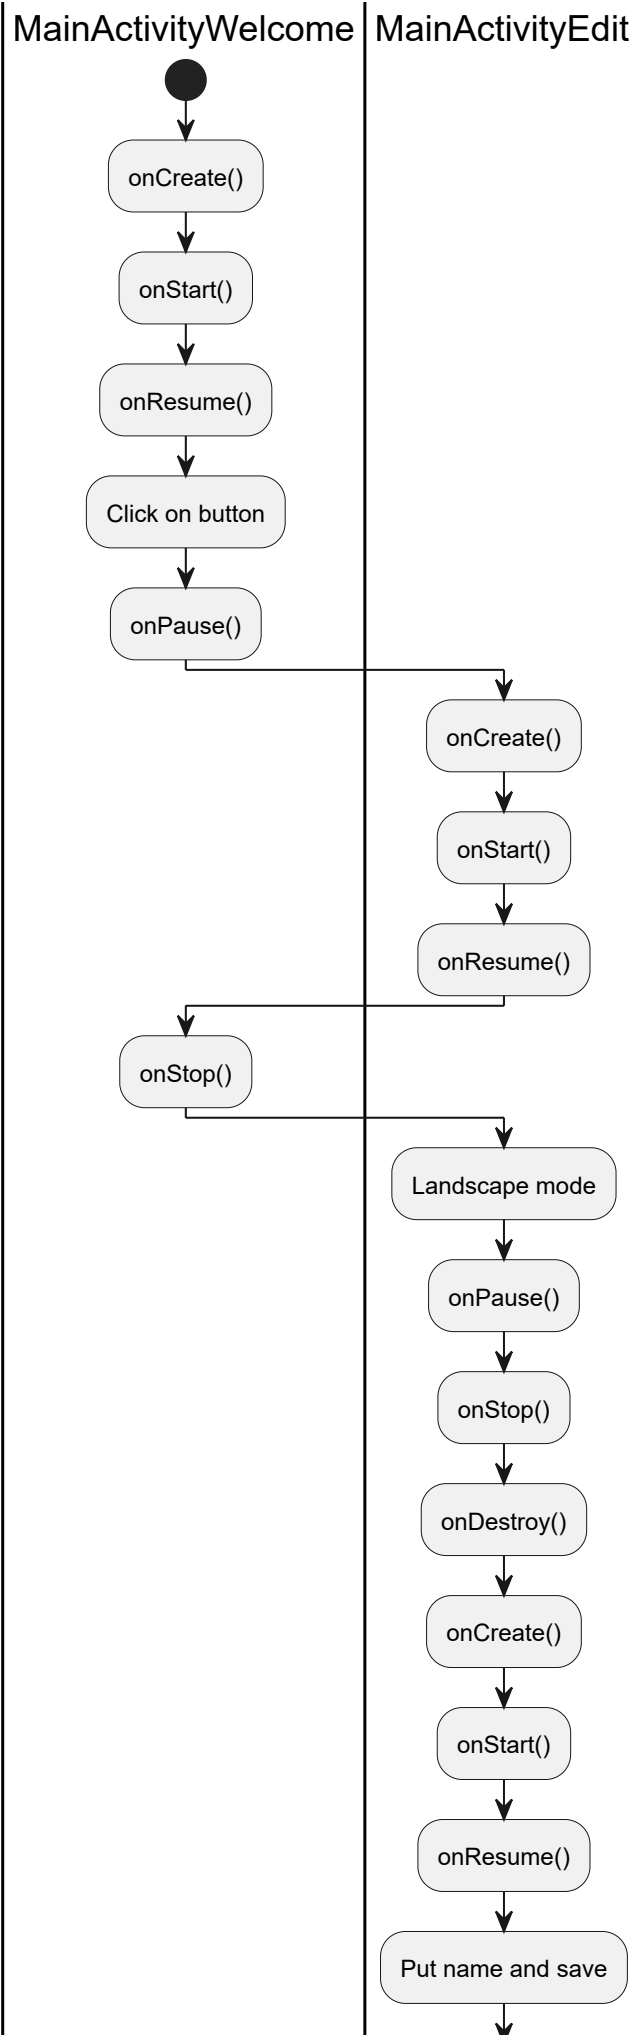 MainActivityWelcome
MainActivityEdit
onCreate()
onStart()
onResume()
Click on button
onPause()
onCreate()
onStart()
onResume()
onStop()
Landscape mode
onPause()
onStop()
onDestroy()
onCreate()
onStart()
onResume()
Put name and save